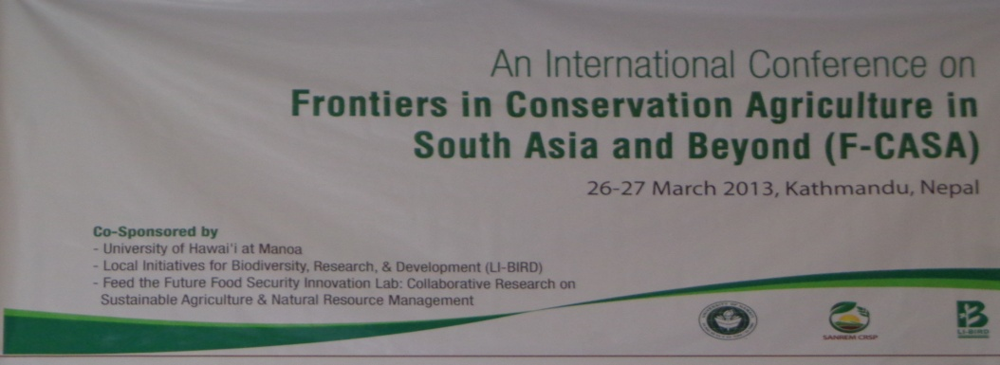 An International Conference on
Frontiers in Conservation Agriculture in
South Asia and Beyond (F-CASA)
26-27 March 2013, Kathmandu, Nepal
Co-Sponsored by
- University of Hawai'i at Manoa
- Local Initiatives for Biodiversity, Research, & Development (LI-BIRD)
- Feed the Future Food Security Innovation Lab: Collaborative Research on
Sustainable Agriculture & Natural Resource Management
SANREM CRSP
LI-BIRD